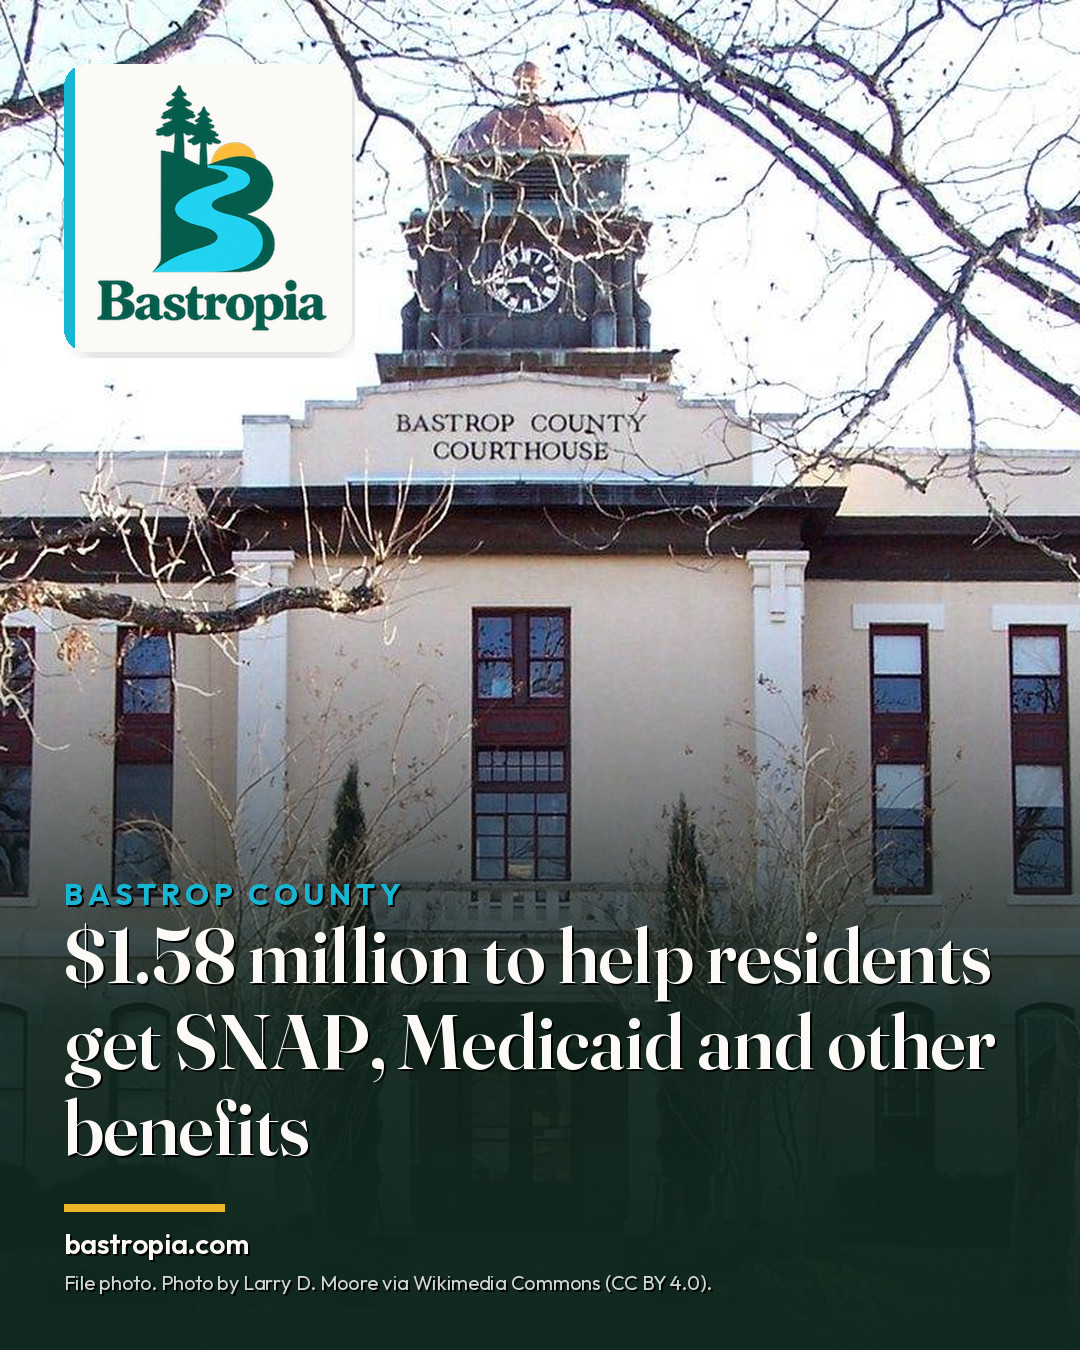 Bastropia
BASTROP COUNTY
COURTHOUSE
BASTROP COUNTY
$1.58 million to help residents
get SNAP, Medicaid and other
benefits
bastropia.com
File photo. Photo by Larry D. Moore via Wikimedia Commons (CC BY 4.0).